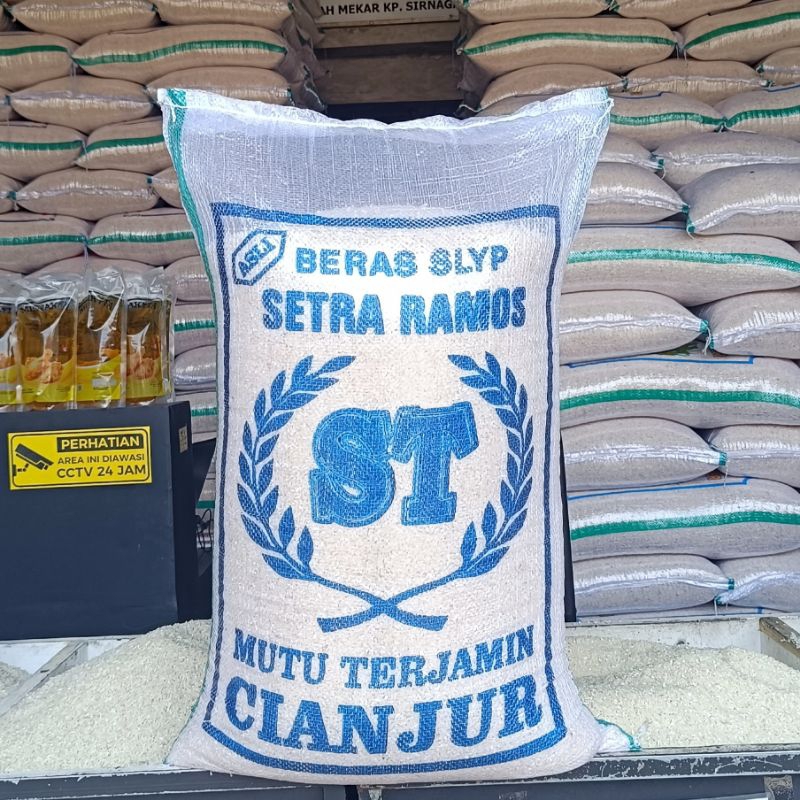 AH MEKAR KP. SIRNAG
ASLI
BERAS SLYP
SETRA RAMOS
ST
MUTU TERJAMIN
CIANJUR
PERHATIAN
AREA INI DIAWASI
CCTV 24 JAM